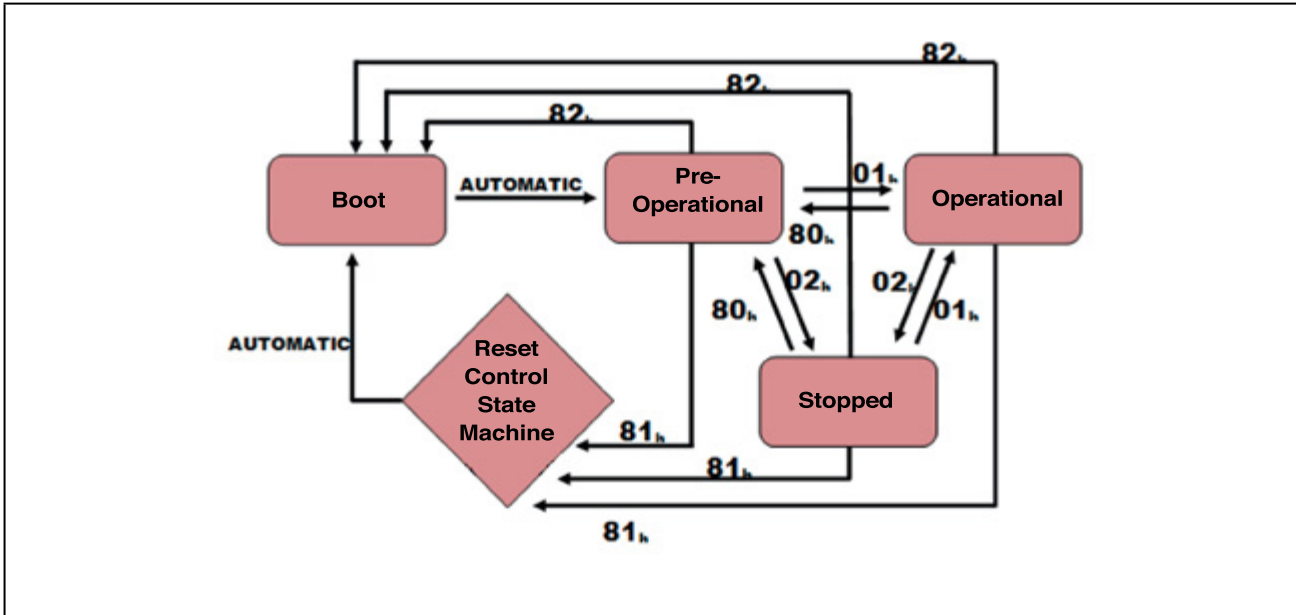 82h
82h
82h
Boot
AUTOMATIC
Pre-
Operational
01h
80h
Operational
80h
02h
02h
01h
AUTOMATIC
Reset
Control
State
Machine
Stopped
81h
81h
81h